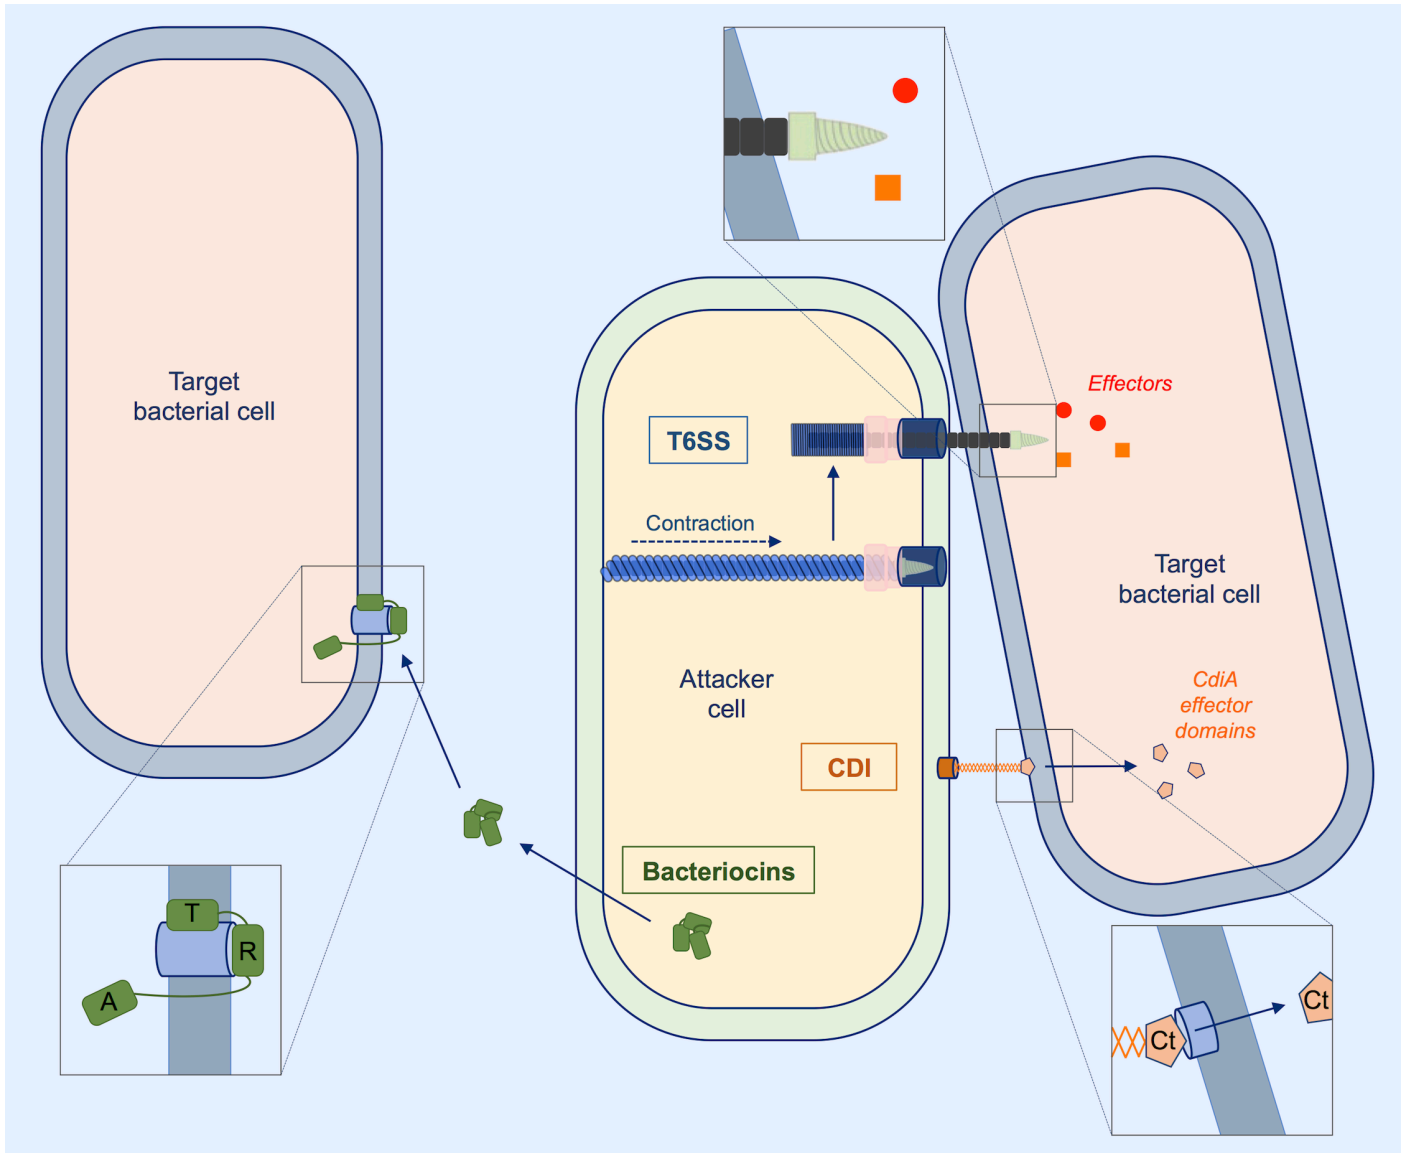 Target
bacterial cell
Effectors
T6SS
Contraction
Target
bacterial cell
Attacker
cell
CdiA
effector
domains
CDI
Bacteriocins
T
R
A
Ct
Ct